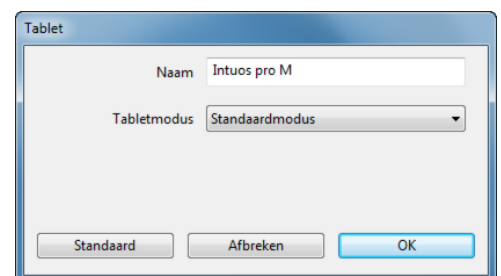 Tablet
Naam Intuos pro M
Tabletmodus Standaardmodus
Standaard Afbreken OK